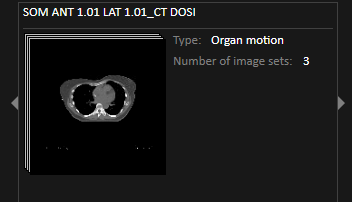 SOM ANT 1.01 LAT 1.01_CT DOSI
Type: Organ motion
Number of image sets: 3